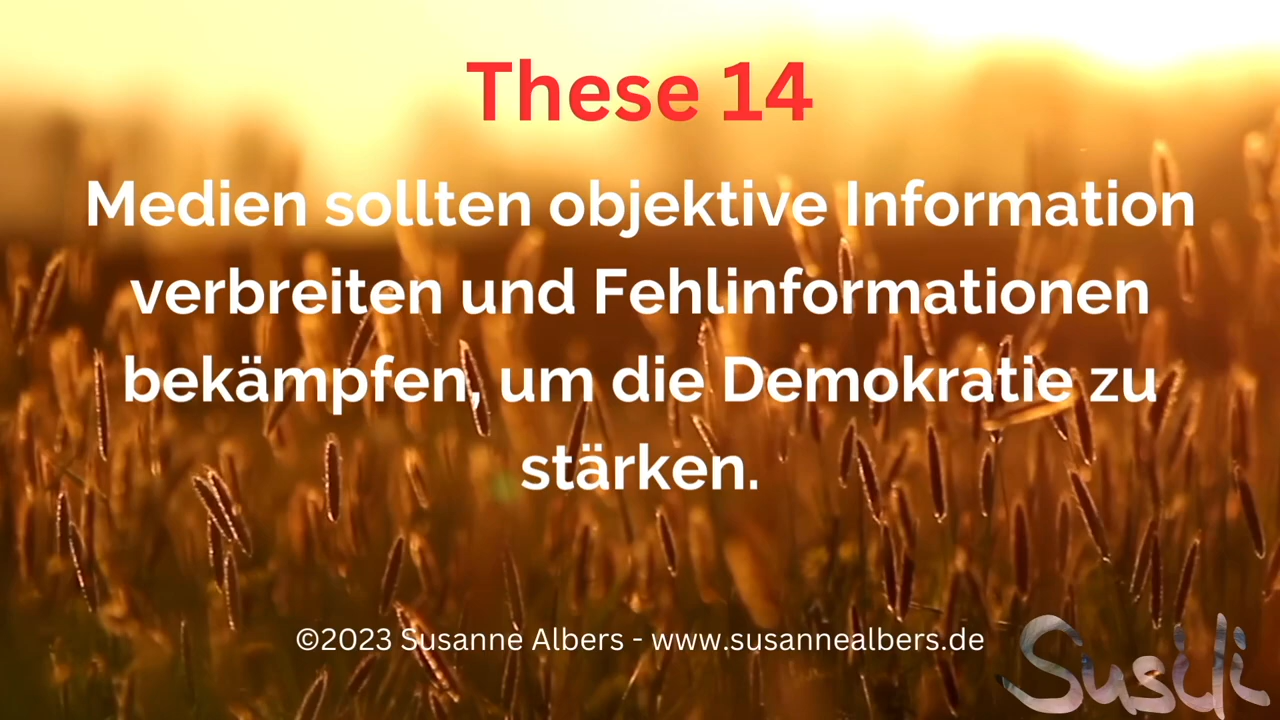 These 14
Medien sollten objektive Information
verbreiten und Fehlinformationen
bekämpfen, um die Demokratie zu
stärken.
©2023 Susanne Albers - www.susannealbers.de
Susili